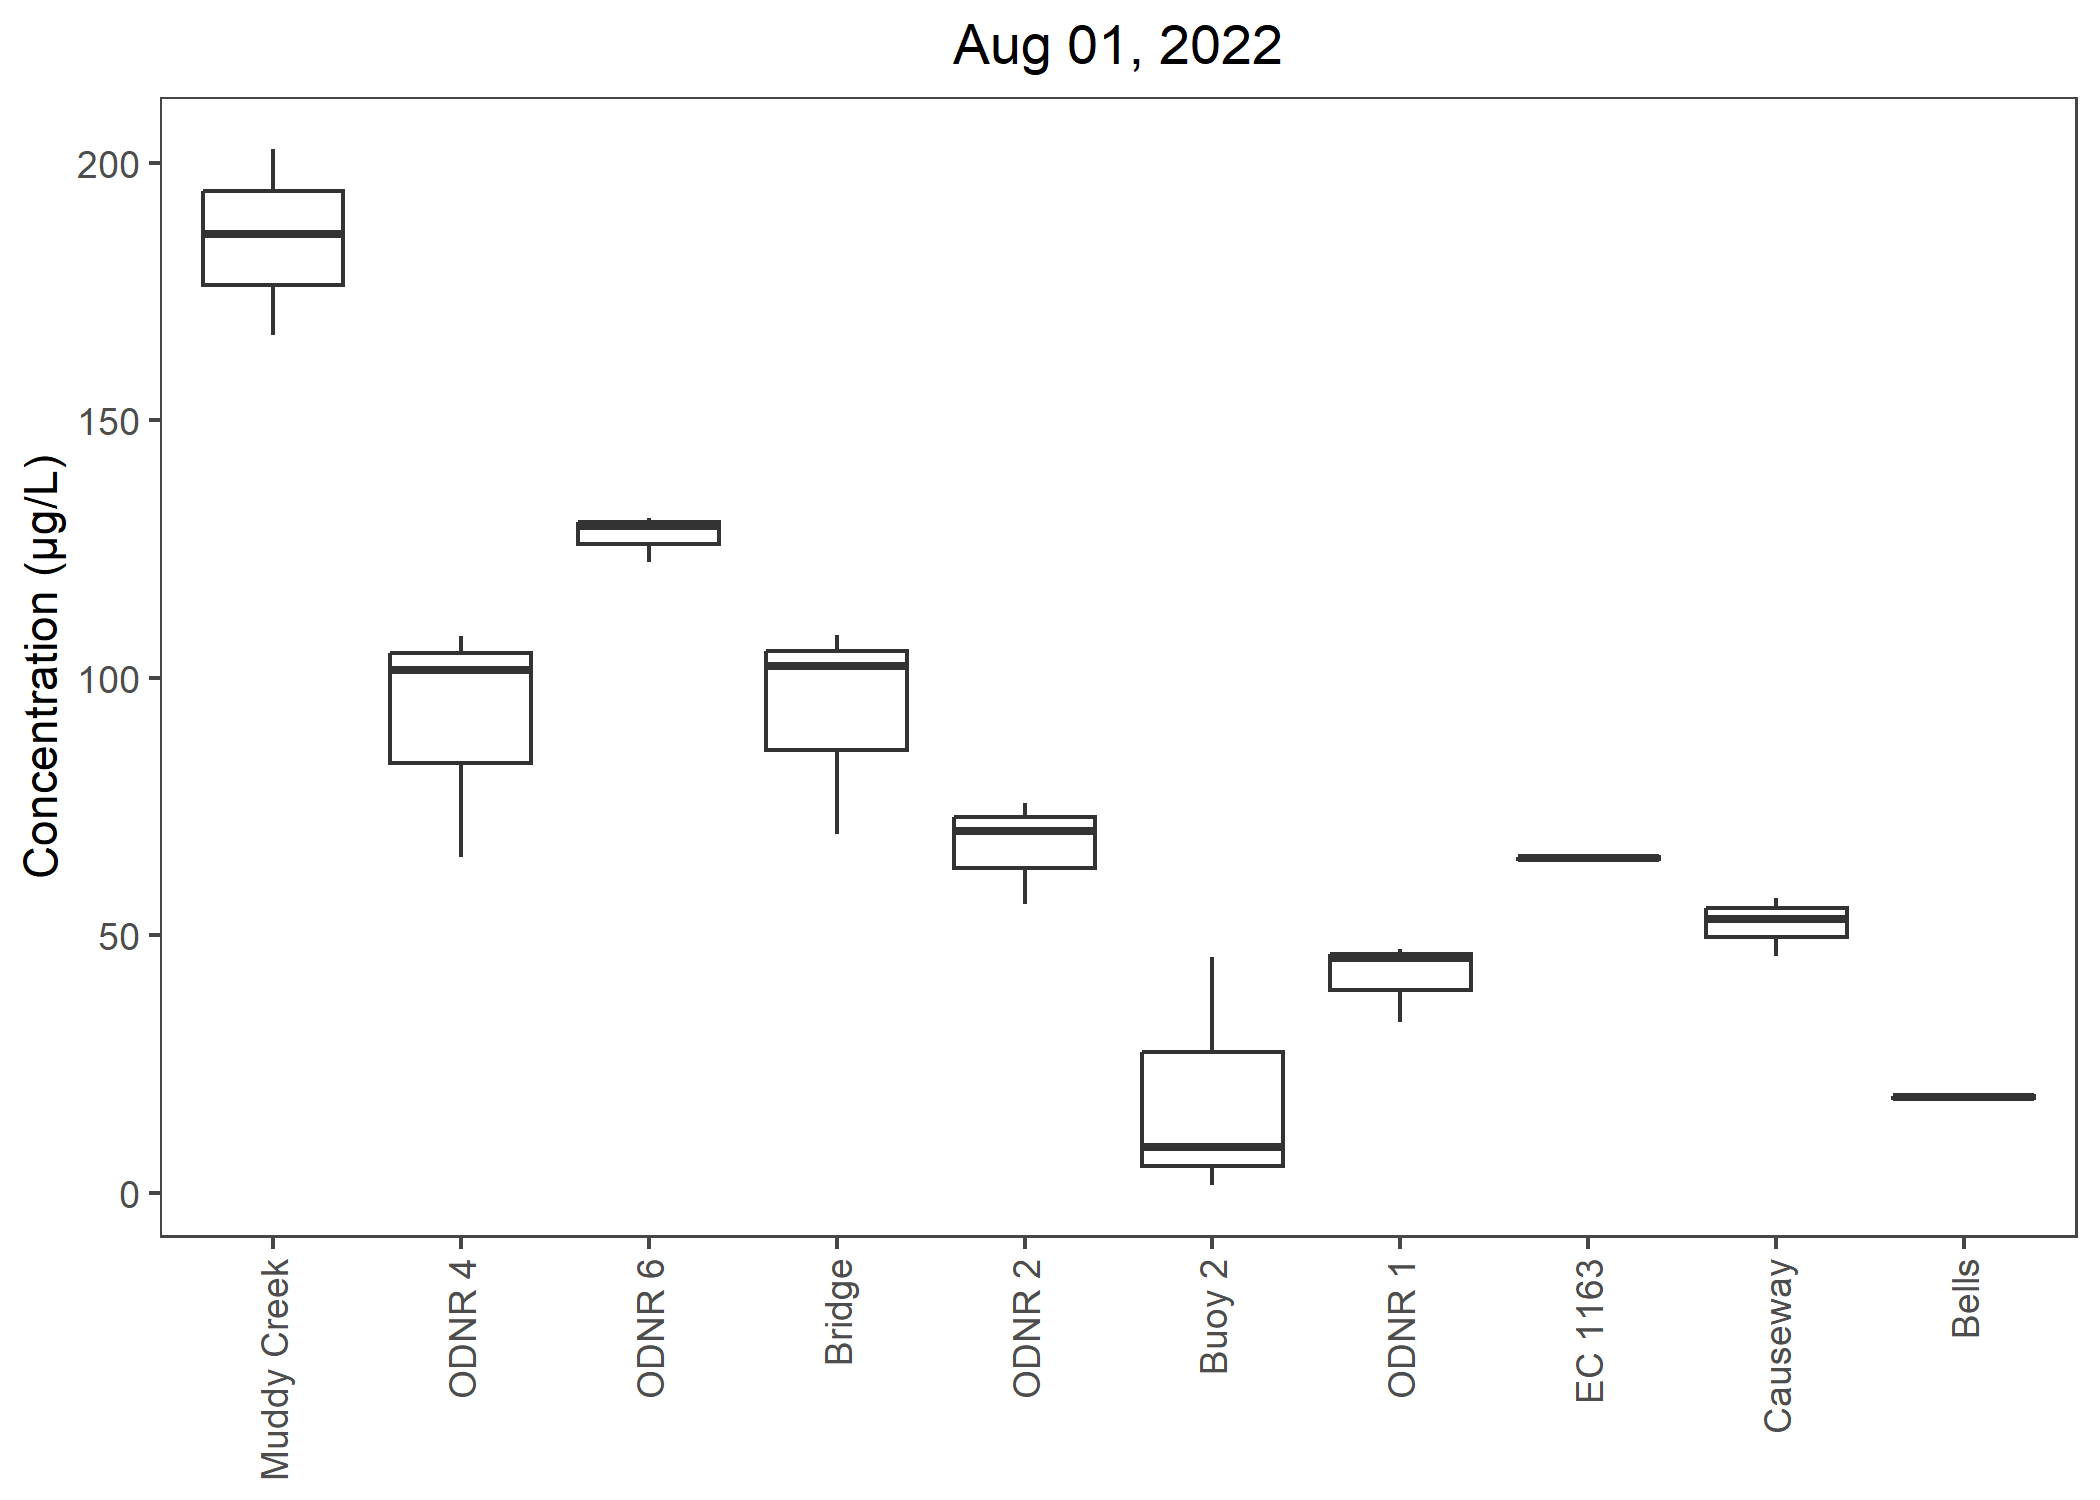 Aug 01, 2022
Concentration (µg/L)
200
150
100
50
0
Muddy Creek
ODNR 4
ODNR 6
Bridge
ODNR 2
Buoy 2
ODNR 1
EC 1163
Causeway
Bells